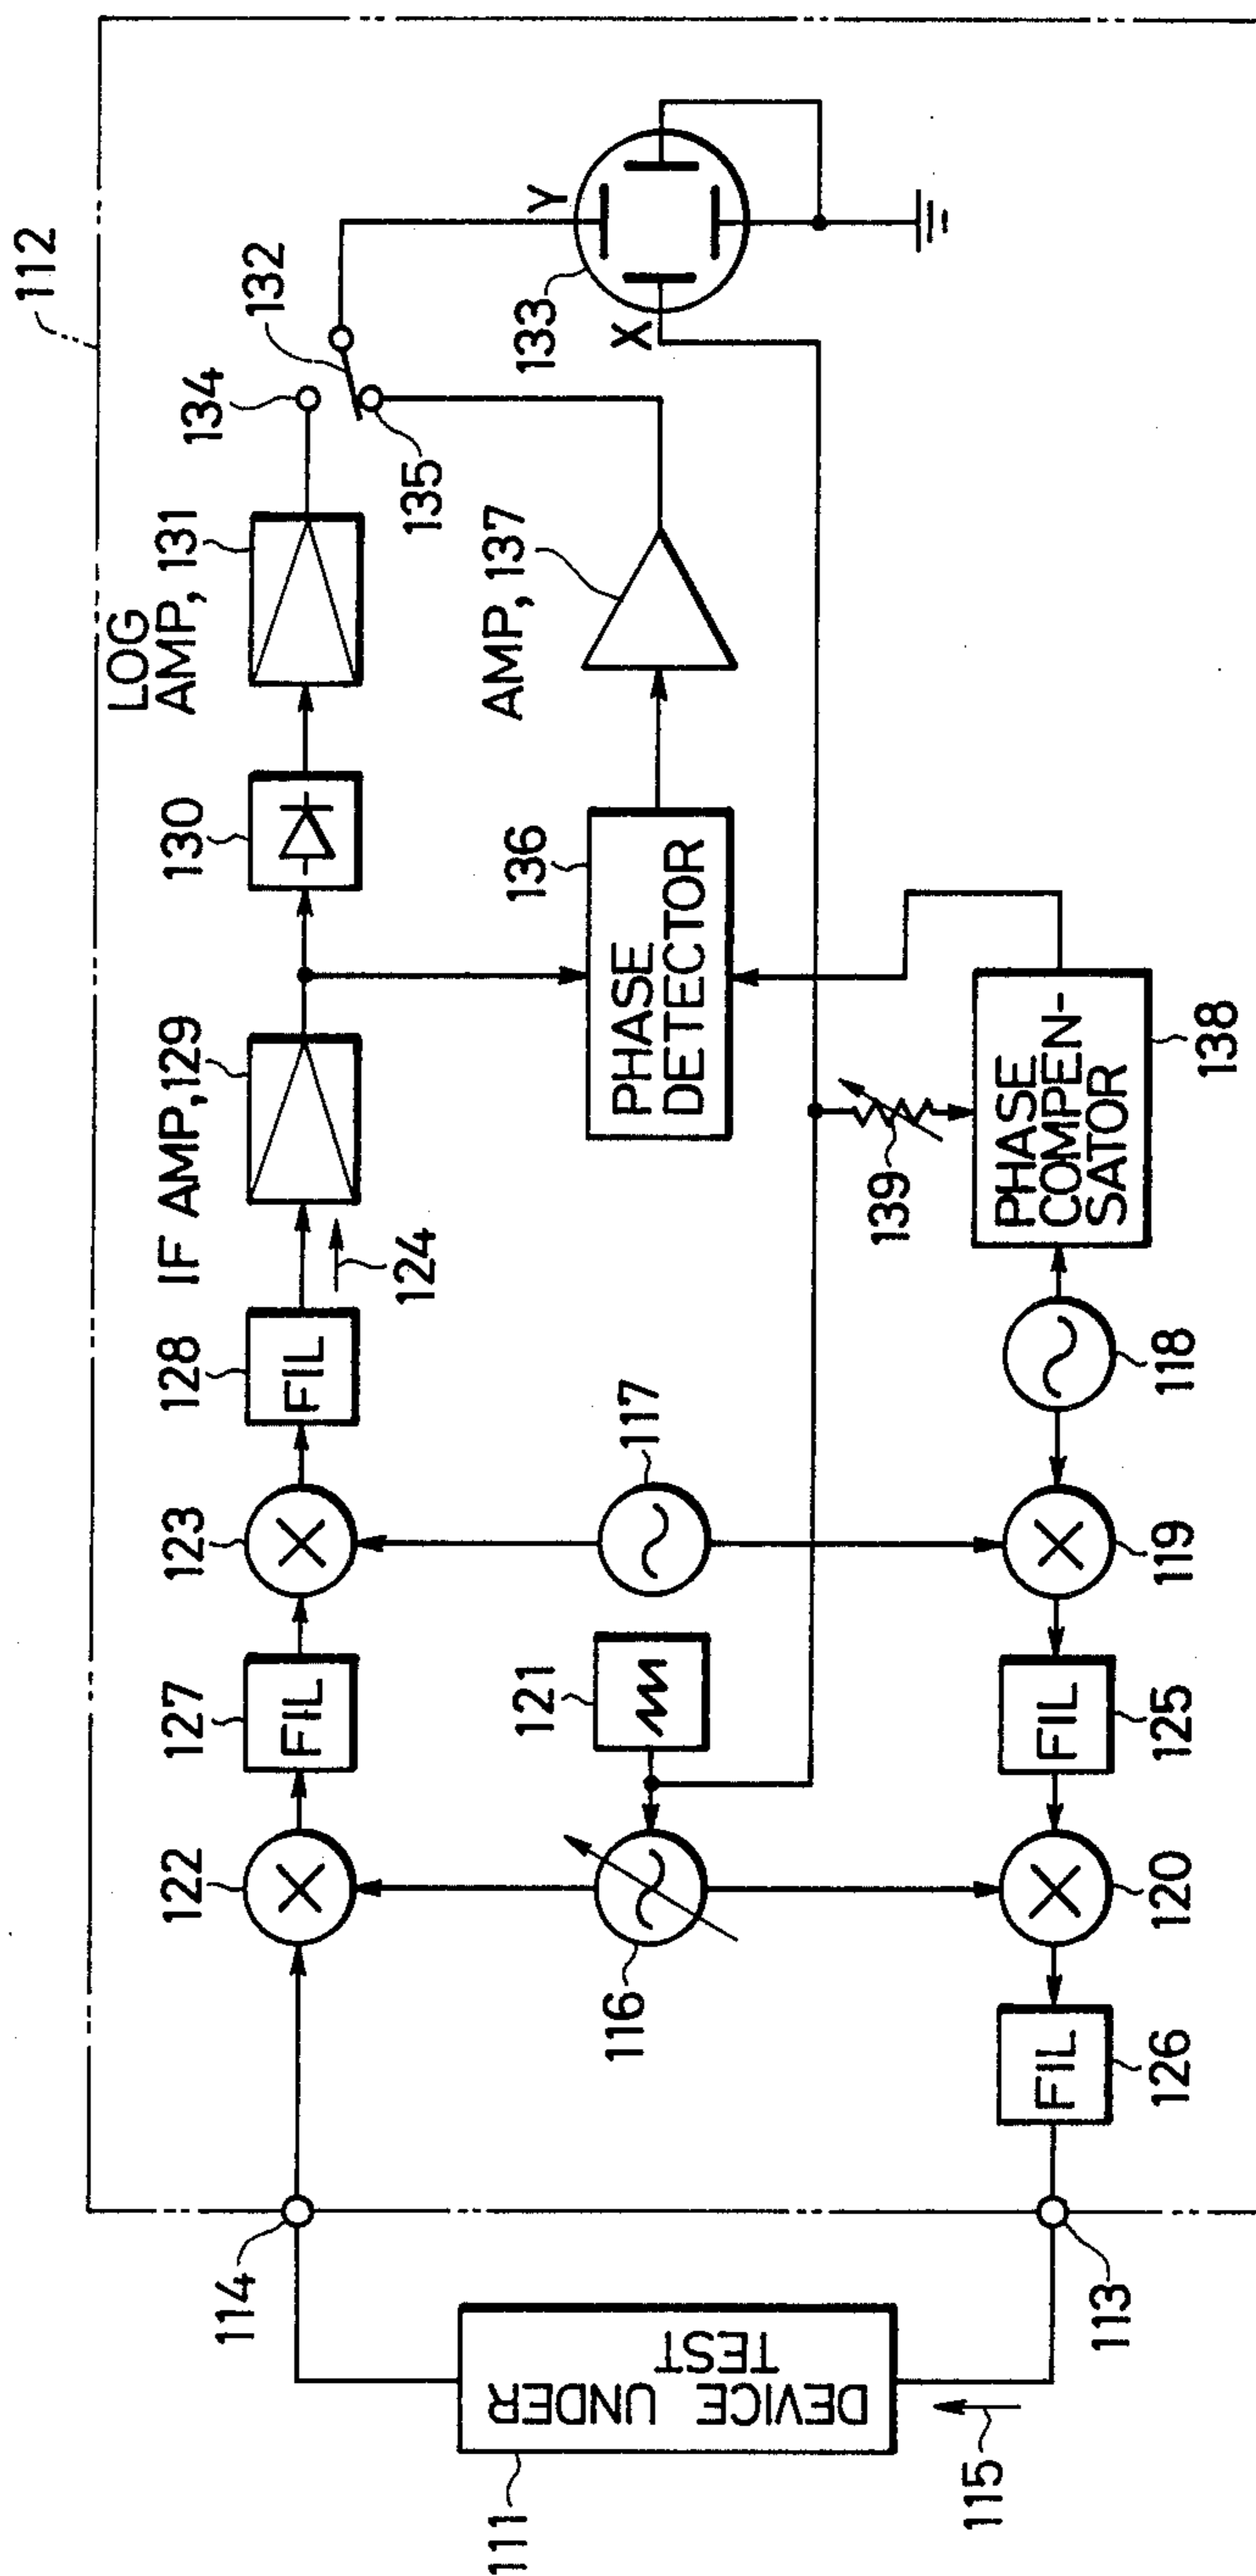 112
LOG
AMP, 131
134
132
133
Y
X
135
130
IF AMP, 129
128
124
123
127
122
114
AMP, 137
136
PHASE
DETECTOR
117
121
116
139
PHASE
COMPEN-
SATOR
138
118
119
FIL
FIL
FIL
FIL
125
120
126
113
111
DEVICE UNDER
TEST
115